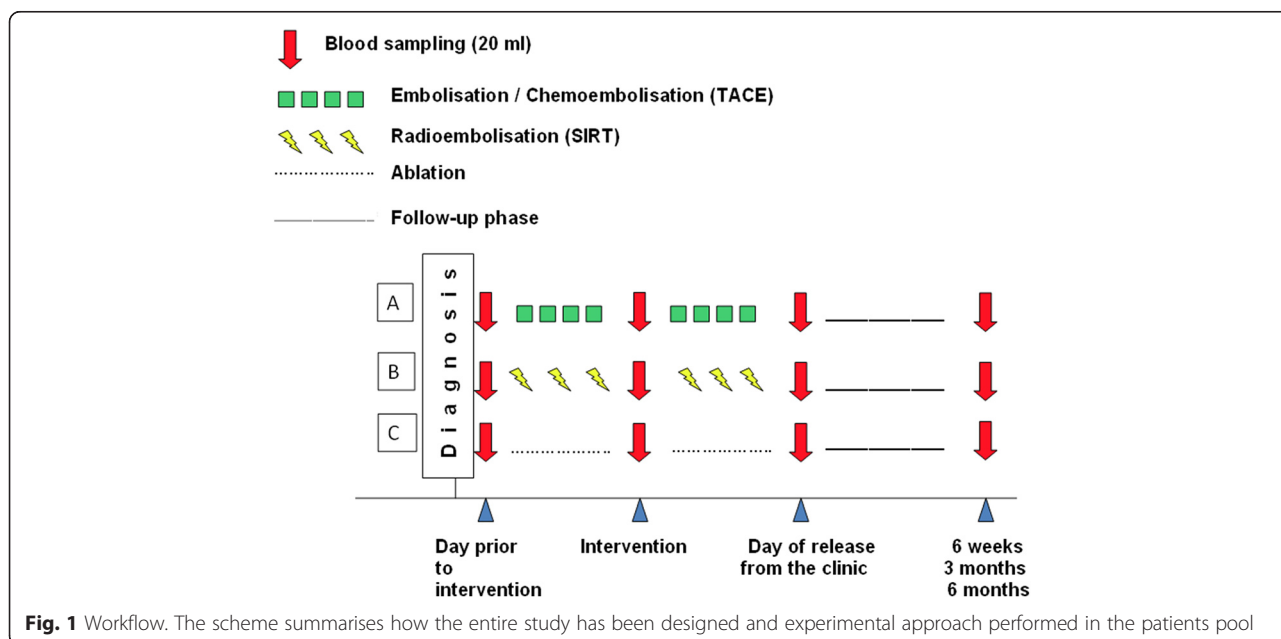 Blood sampling (20 ml)
Embolisation / Chemoembolisation (TACE)
Radioembolisation (SIRT)
Ablation
Follow-up phase
Diagnosis
A
B
C
Day prior
to
intervention
Intervention
Day of release
from the clinic
6 weeks
3 months
6 months
Fig. 1 Workflow. The scheme summarises how the entire study has been designed and experimental approach performed in the patients pool